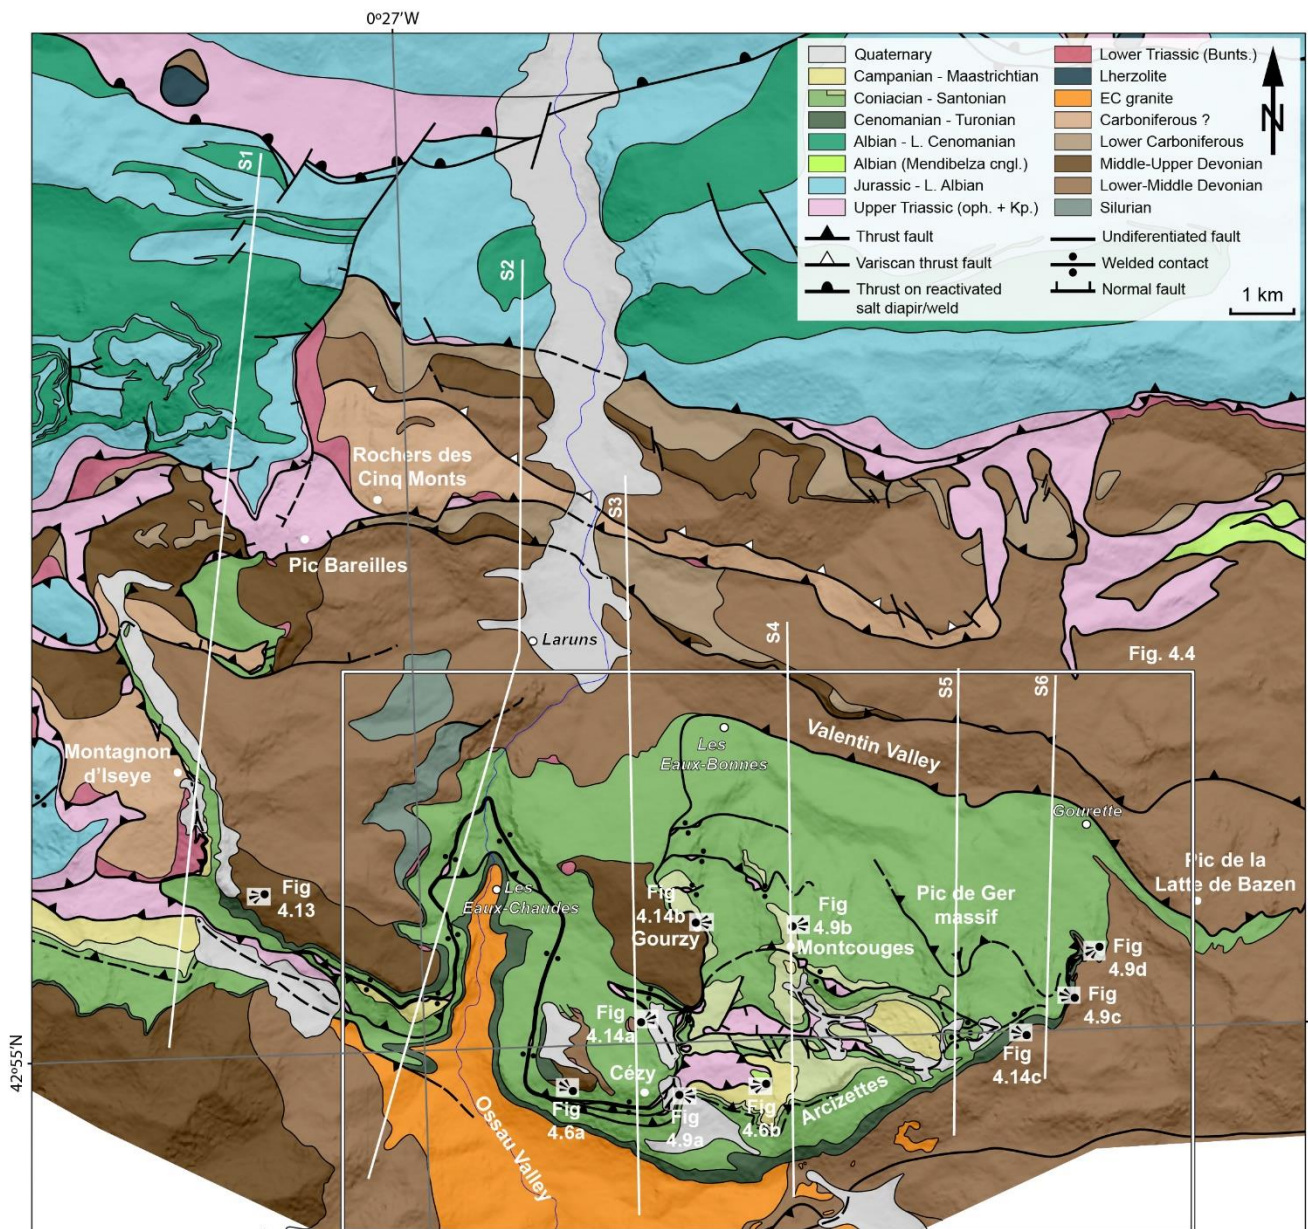 0º27'W
Quaternary
Campanian - Maastrichtian
Coniacian - Santonian
Cenomanian - Turonian
Albian - L. Cenomanian
Albian (Mendibelza cngl.)
Jurassic - L. Albian
Upper Triassic (oph. + Kp.)
Lower Triassic (Bunts.)
Lherzolite
EC granite
Carboniferous ?
Lower Carboniferous
Middle-Upper Devonian
Lower-Middle Devonian
Silurian
Thrust fault
Variscan thrust fault
Thrust on reactivated
salt diapir/weld
Undiferentiated fault
Welded contact
Normal fault
N
1 km
S1
S2
Rochers des
Cinq Monts
S3
Pic Bareilles
Laruns
S4
Fig. 4.4
S5
S6
Montagnon
d'Iseye
Les
Eaux-Bonnes
Valentin Valley
Gourette
Pic de la
Latte de Bazen
Fig
4.13
Les
Eaux-Chaudes
Fig
4.14b
Gourzy
Fig
4.9b
Montcouges
Pic de Ger
massif
Fig
4.9d
Fig
4.9c
Fig
4.14a
Fig
4.14c
42º55'N
Cézy
Arcizettes
Fig
4.6a
Fig
4.9a
Fig
4.6b
Ossau Valley